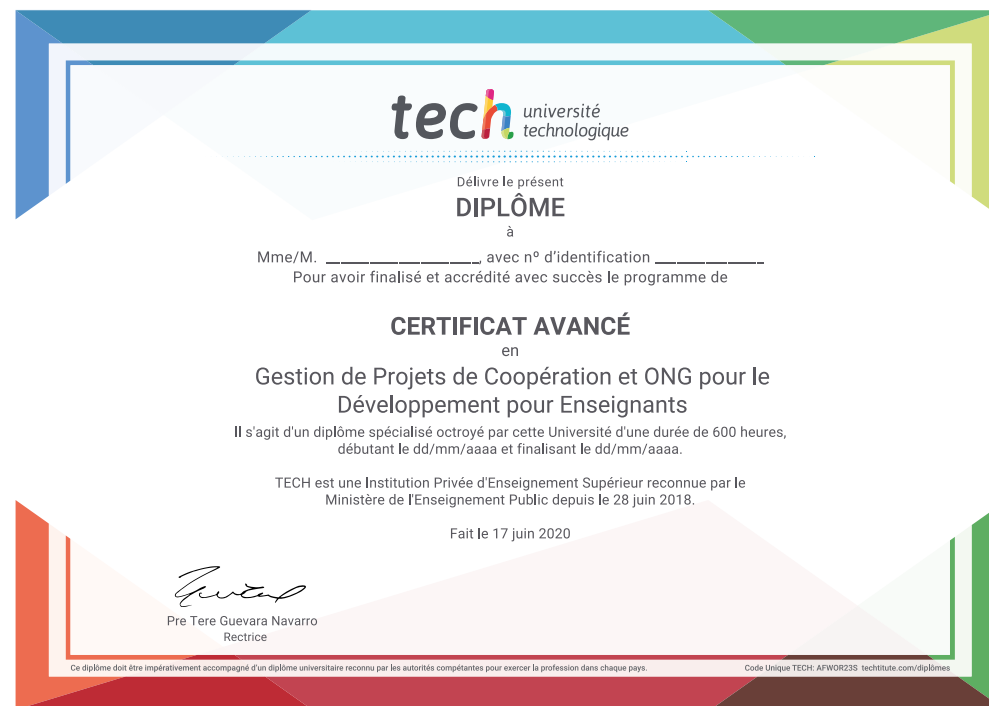 tech université
technologique
Délivre le présent
DIPLÔME
à
Mme/M. ____________________, avec nº d'identification ______________
Pour avoir finalisé et accrédité avec succès le programme de
CERTIFICAT AVANCÉ
en
Gestion de Projets de Coopération et ONG pour le
Développement pour Enseignants
Il s'agit d'un diplôme spécialisé octroyé par cette Université d'une durée de 600 heures,
débutant le dd/mm/aaaa et finalisant le dd/mm/aaaa.
TECH est une Institution Privée d'Enseignement Supérieur reconnue par le
Ministère de l'Enseignement Public depuis le 28 juin 2018.
Fait le 17 juin 2020
Pre Tere Guevara Navarro
Rectrice
Ce diplôme doit être impérativement accompagné d'un diplôme universitaire reconnu par les autorités compétantes pour exercer la profession dans chaque pays.
Code Unique TECH: AFWOR23S techtitute.com/diplômes